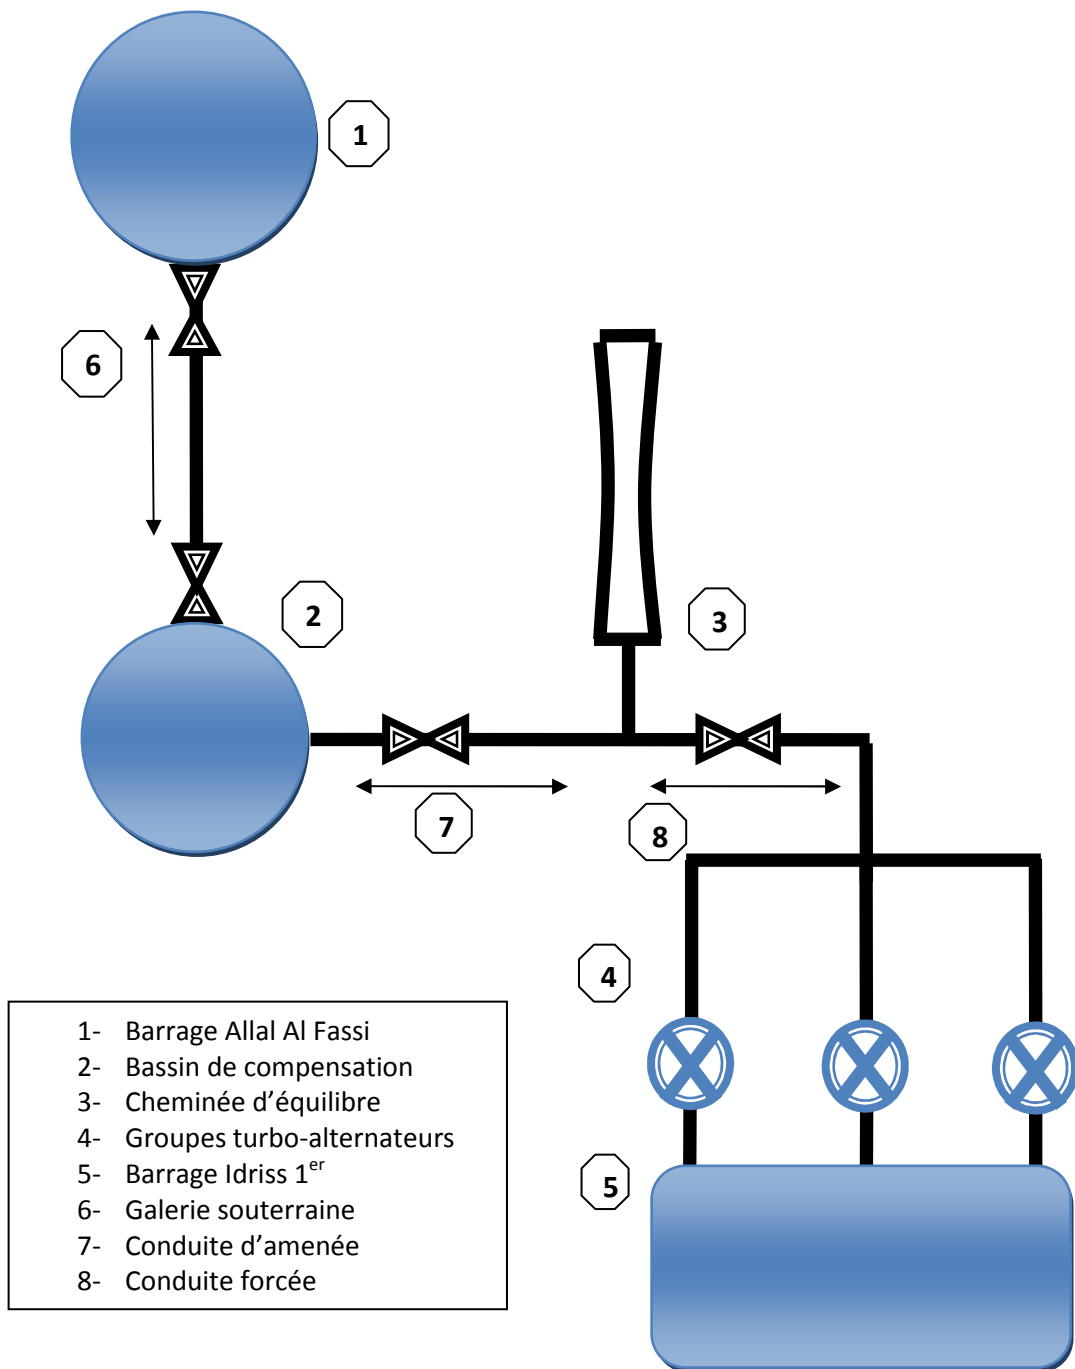 1
6
2
3
7
8
4
5
1- Barrage Allal Al Fassi
2- Bassin de compensation
3- Cheminée d’équilibre
4- Groupes turbo-alternateurs
5- Barrage Idriss 1er
6- Galerie souterraine
7- Conduite d’amenée
8- Conduite forcée